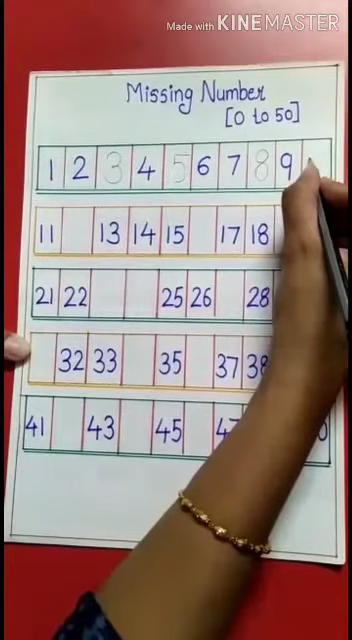 Made with KINEMASTER
Missing Number
[0 to 50]
1 2 3 4 5 6 7 8 9
11 13 14 15 17 18
21 22 25 26 28
32 33 35 37 38
41 43 45